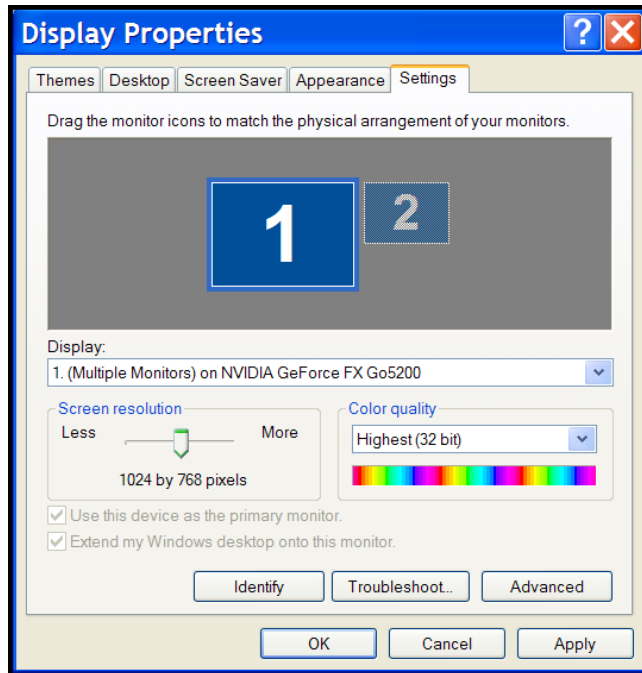 Display Properties
?
Themes Desktop Screen Saver Appearance Settings
Drag the monitor icons to match the physical arrangement of your monitors.
1 2
Display:
1. (Multiple Monitors) on NVIDIA GeForce FX Go5200
Screen resolution Color quality
Less More Highest (32 bit)
1024 by 768 pixels
Use this device as the primary monitor.
Extend my Windows desktop onto this monitor.
Identify Troubleshoot... Advanced
OK Cancel Apply